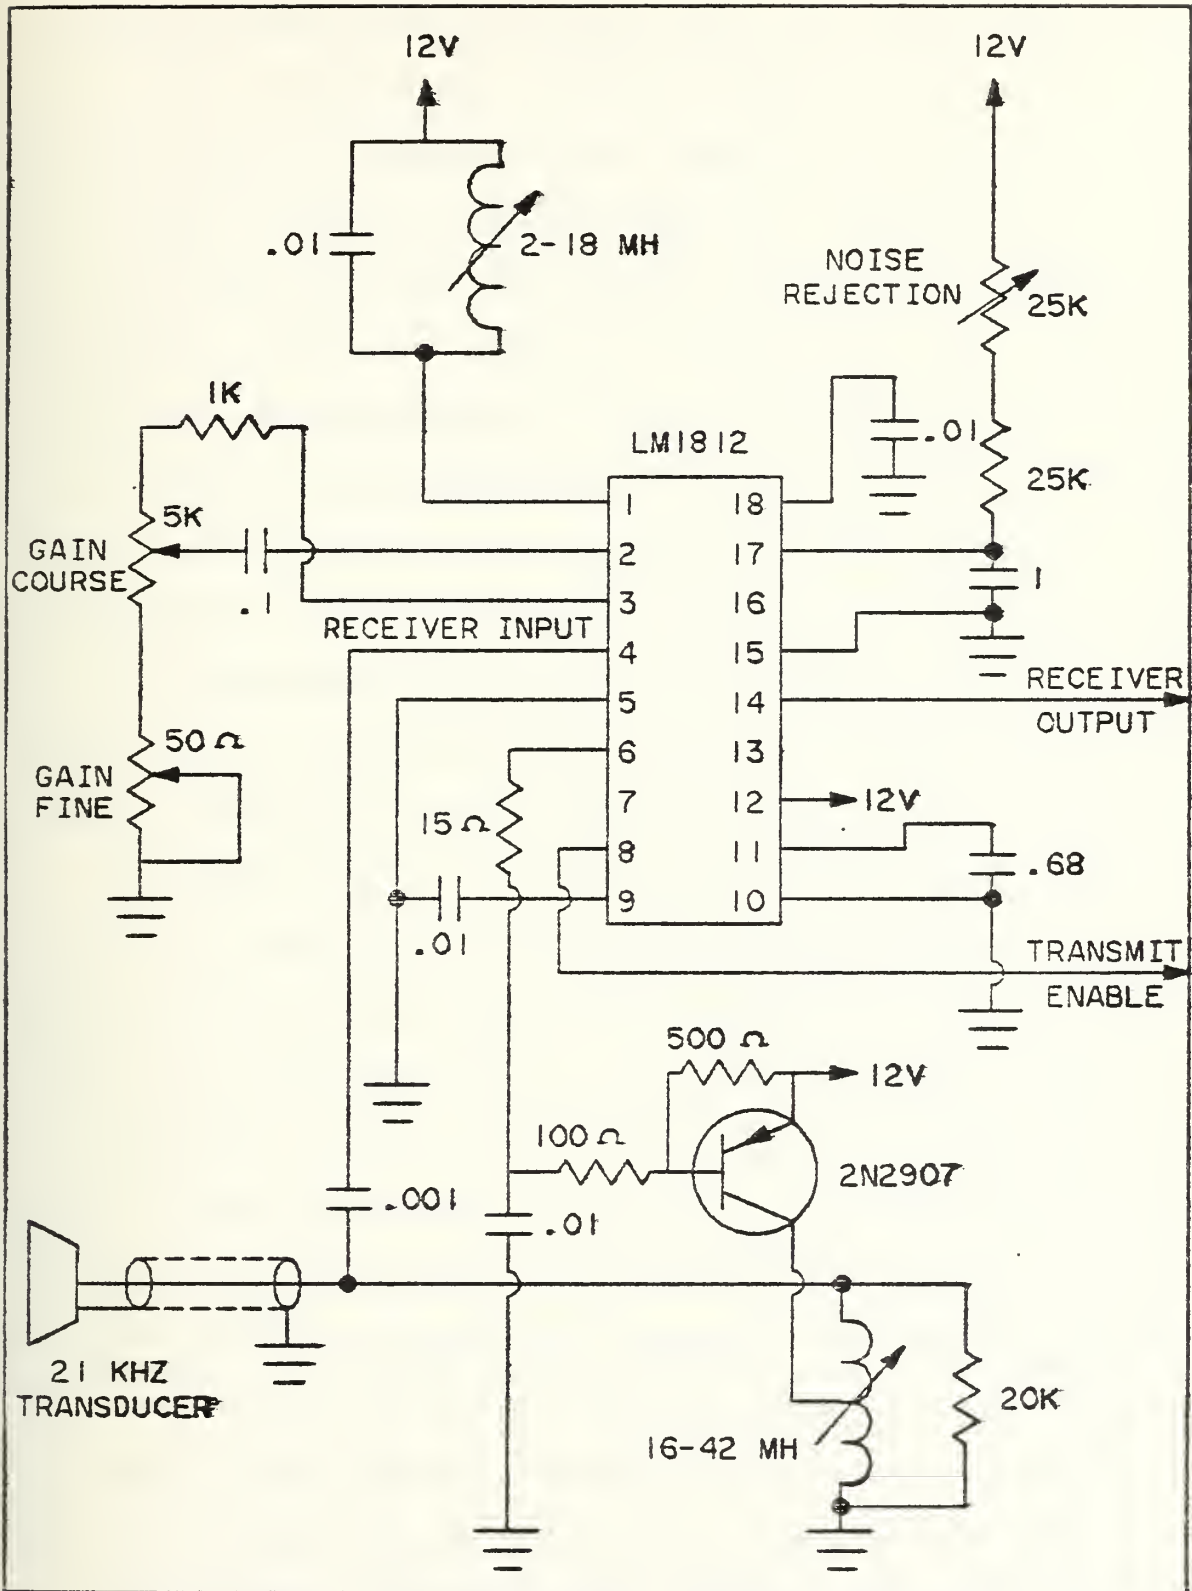 12V
12V
.01
2-18 MH
NOISE
REJECTION
25K
1K
LM1812
.01
25K
5K
GAIN
COURSE
.1
RECEIVER INPUT
1
2
3
4
5
6
7
8
9
18
17
16
15
14
13
12
11
10
1
RECEIVER
OUTPUT
50 Ω
GAIN
FINE
15 Ω
12V
.68
.01
TRANSMIT
ENABLE
500 Ω
12V
100 Ω
2N2907
.001
.01
21 KHZ
TRANSDUCER
16-42 MH
20K